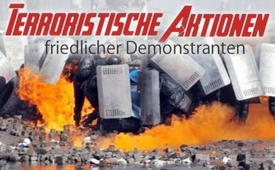 TERRORISTISCHE AKTIONEN
friedlicher Demonstranten